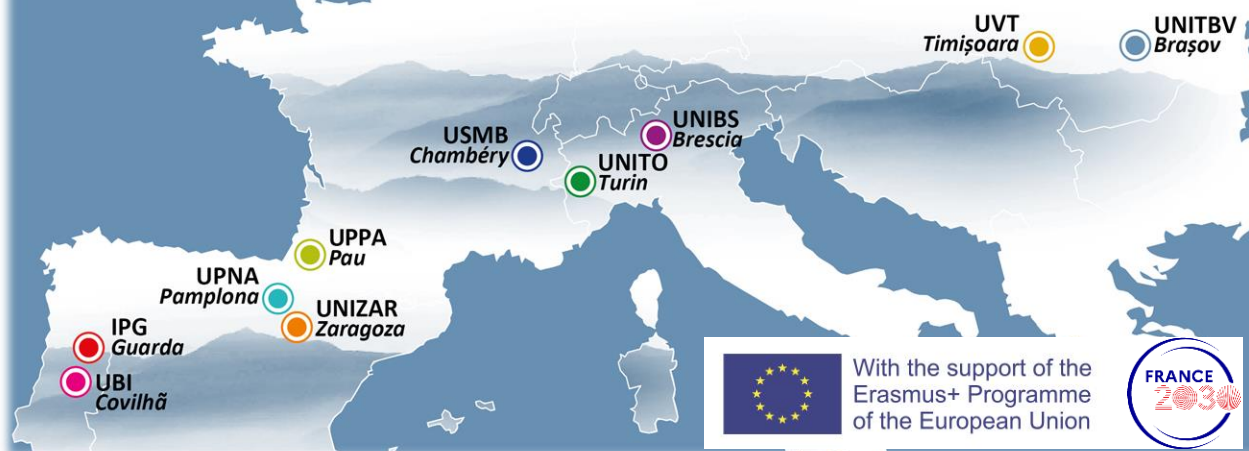 UVT
Timișoara
UNITBV
Brașov
USMB
Chambéry
UNIBS
Brescia
UNITO
Turin
UPPA
Pau
UPNA
Pamplona
UNIZAR
Zaragoza
IPG
Guarda
UBI
Covilhã
With the support of the
Erasmus+ Programme
of the European Union
FRANCE
2030